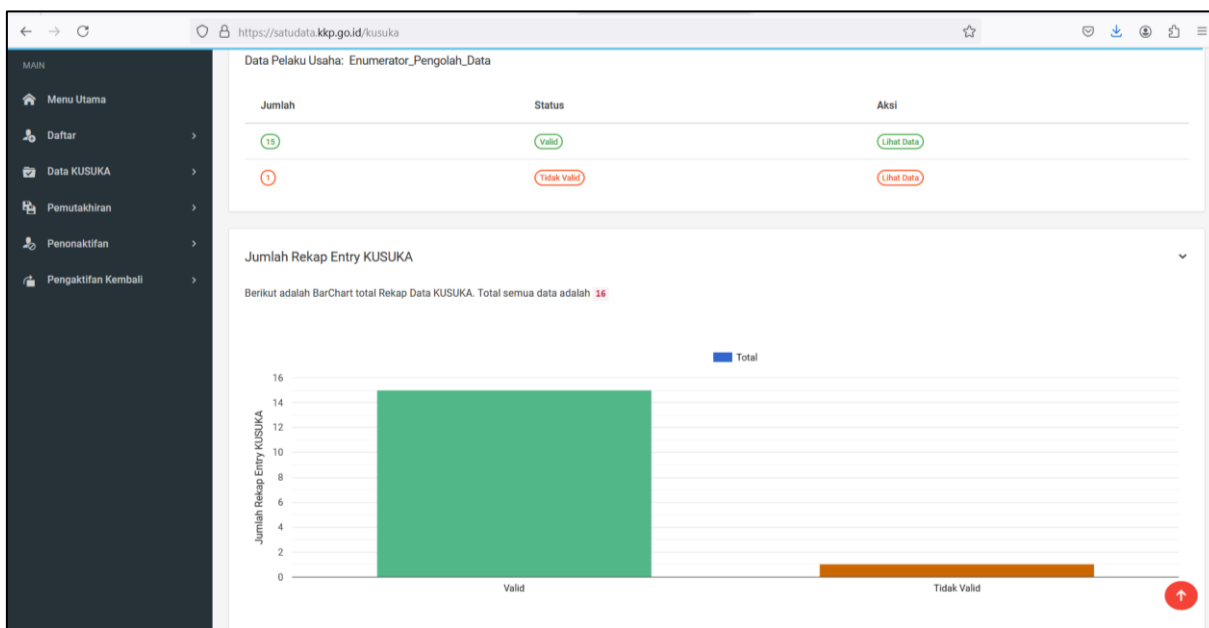 https://satudata.kkp.go.id/kusuka
MAIN
Menu Utama
Daftar
Data KUSUKA
Pemutakhiran
Penonaktifan
Pengaktifan Kembali
Data Pelaku Usaha: Enumerator_Pengolah_Data
Jumlah Status Aksi
15 Valid Lihat Data
1 Tidak Valid Lihat Data
Jumlah Rekap Entry KUSUKA
Berikut adalah BarChart total Rekap Data KUSUKA. Total semua data adalah 16
Total
Jumlah Rekap Entry KUSUKA
16
14
12
10
8
6
4
2
0
Valid Tidak Valid